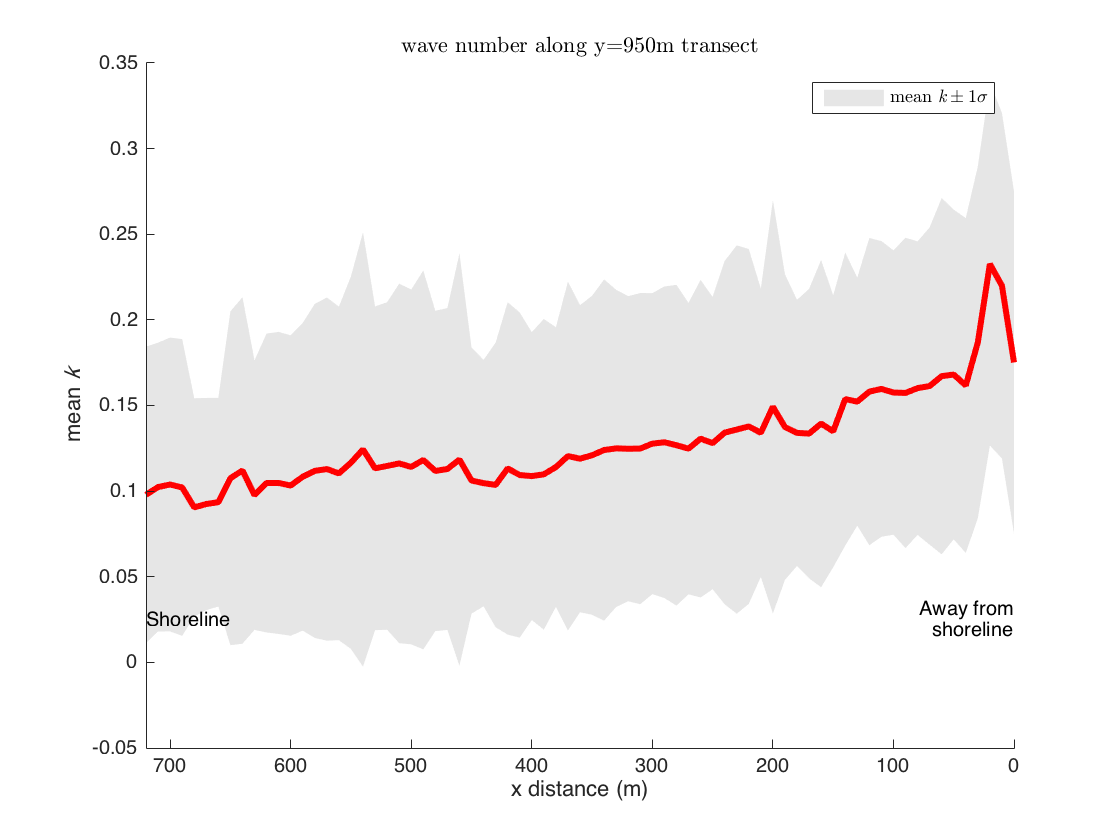 wave number along y=950m transect
mean k ± 1σ
0.35
0.3
0.25
0.2
0.15
0.1
0.05
0
-0.05
mean k
Shoreline
Away from
shoreline
700 600 500 400 300 200 100 0
x distance (m)